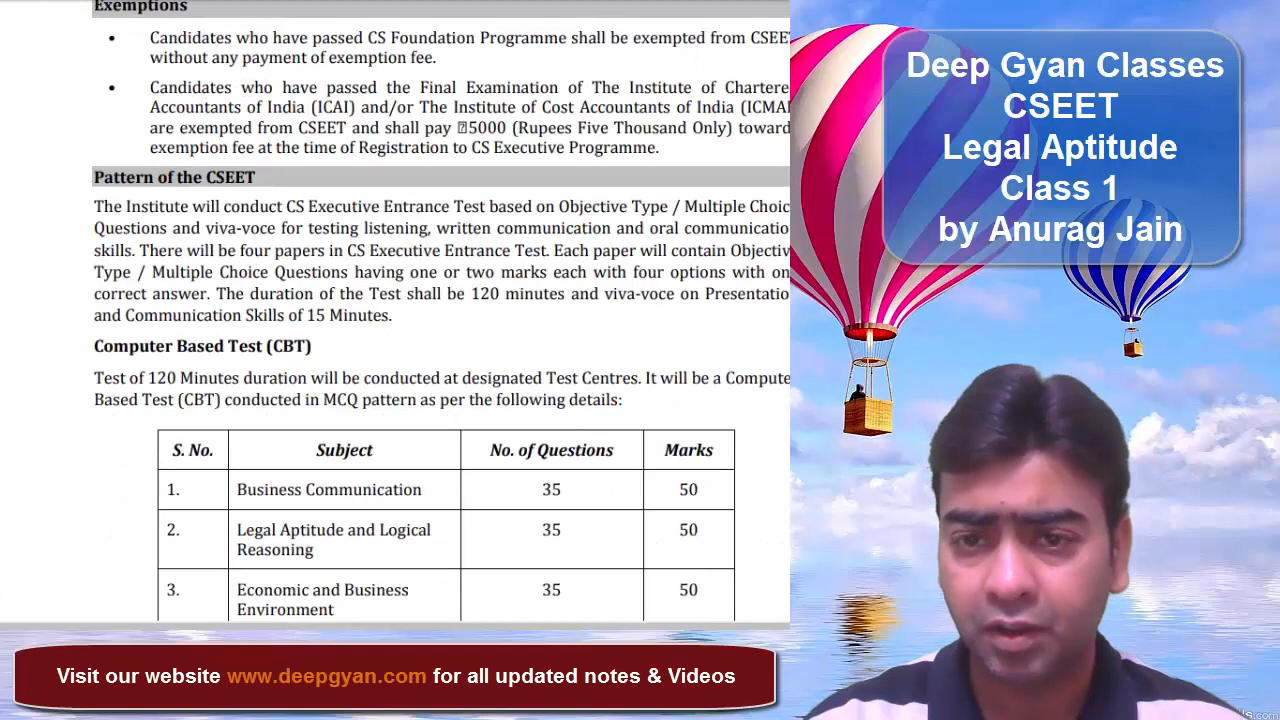 Exemptions
• Candidates who have passed CS Foundation Programme shall be exempted from CSEE
without any payment of exemption fee.
• Candidates who have passed the Final Examination of The Institute of Chartere
Accountants of India (ICAI) and/or The Institute of Cost Accountants of India (ICMA
are exempted from CSEET and shall pay 5000 (Rupees Five Thousand Only) toward
exemption fee at the time of Registration to CS Executive Programme.
Pattern of the CSEET
The Institute will conduct CS Executive Entrance Test based on Objective Type / Multiple Choic
Questions and viva-voce for testing listening, written communication and oral communicatio
skills. There will be four papers in CS Executive Entrance Test. Each paper will contain Objectiv
Type / Multiple Choice Questions having one or two marks each with four options with on
correct answer. The duration of the Test shall be 120 minutes and viva-voce on Presentatio
and Communication Skills of 15 Minutes.
Computer Based Test (CBT)
Test of 120 Minutes duration will be conducted at designated Test Centres. It will be a Compute
Based Test (CBT) conducted in MCQ pattern as per the following details:
S. No. Subject No. of Questions Marks
1. Business Communication 35 50
2. Legal Aptitude and Logical 35 50
Reasoning
3. Economic and Business 35 50
Environment
Deep Gyan Classes
CSEET
Legal Aptitude
Class 1
by Anurag Jain
Visit our website www.deepgyan.com for all updated notes & Videos